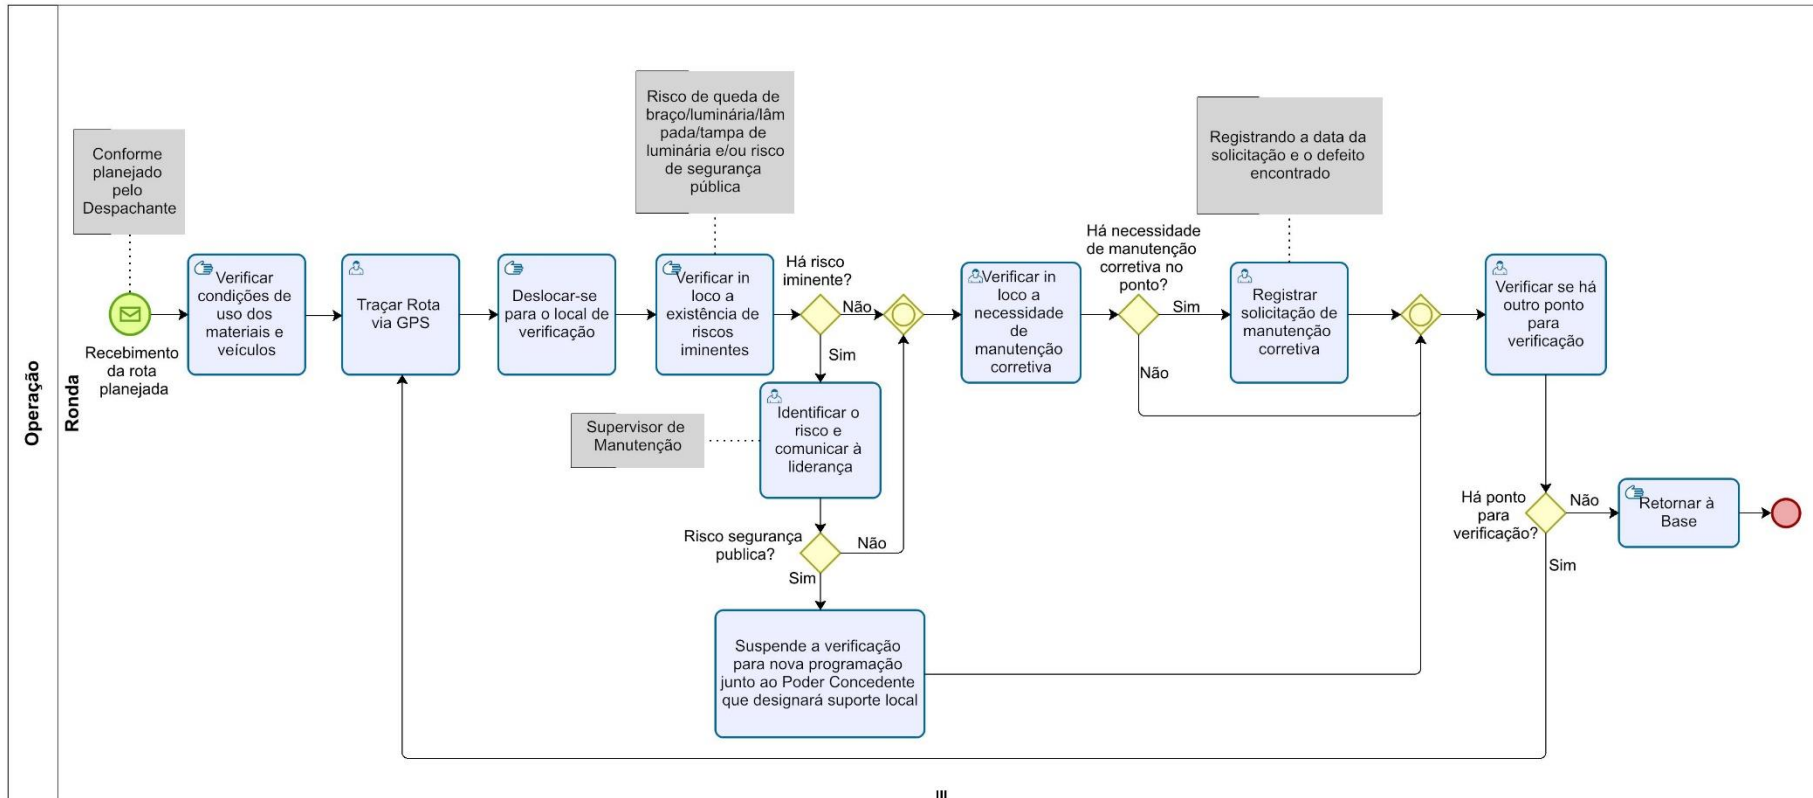 Operação
Ronda
Conforme
planejado
pelo
Despachante
Recebimento
da rota
planejada
Verificar
condições de
uso dos
materiais e
veículos
Traçar Rota
via GPS
Deslocar-se
para o local de
verificação
Risco de queda de
braço/luminária/lâm
pada/tampa de
luminária e/ou risco
de segurança
pública
Verificar in
loco a
existência de
riscos
iminentes
Há risco
iminente?
Não
Sim
Supervisor de
Manutenção
Identificar o
risco e
comunicar à
liderança
Risco segurança
publica?
Não
Sim
Suspende a verificação
para nova programação
junto ao Poder Concedente
que designará suporte local
Verificar in
loco a
necessidade
de
manutenção
corretiva
Há necessidade
de manutenção
corretiva no
ponto?
Sim
Não
Registrando a data da
solicitação e o defeito
encontrado
Registrar
solicitação de
manutenção
corretiva
Verificar se há
outro ponto
para
verificação
Há ponto
para
verificação?
Não
Sim
Retornar à
Base